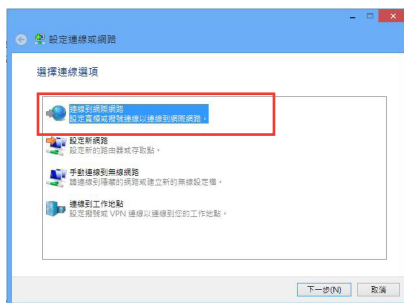 設定連線或網路
選擇連線選項
連線到網際網路
設定寬頻或撥號連線以連線到網際網路。
設定新網路
設定新的路由器或存取點。
手動連線到無線網路
請連線到隱藏的網路或建立新的無線設定檔。
連線到工作地點
設定撥號或 VPN 連線以連線到您的工作地點。
下一步(N)
取消